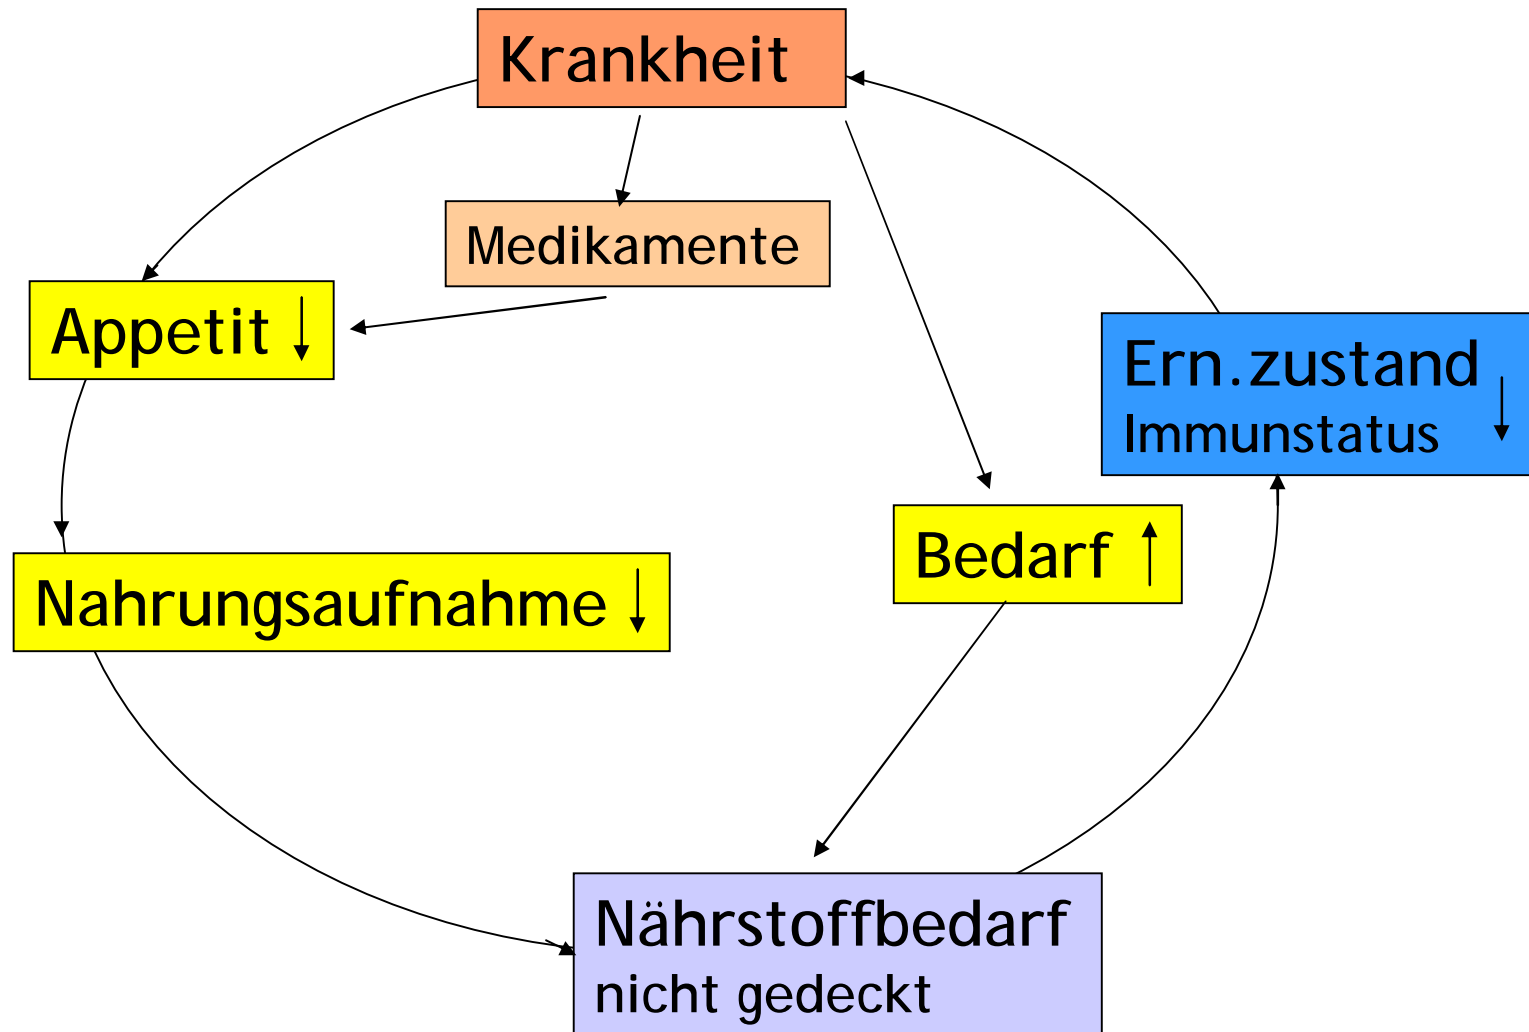 Krankheit
Medikamente
Appetit ↓
Ern.zustand
Immunstatus ↓
Bedarf ↑
Nahrungsaufnahme ↓
Nährstoffbedarf
nicht gedeckt